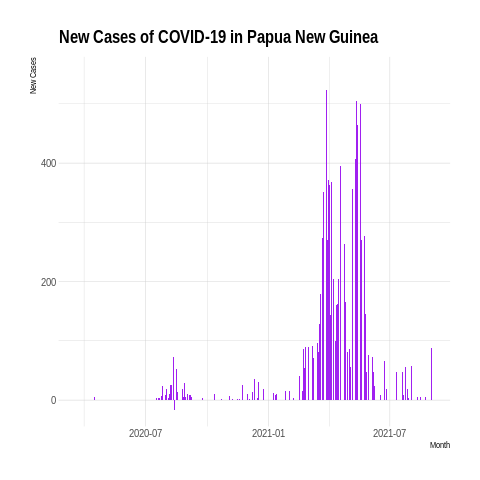 New Cases of COVID-19 in Papua New Guinea
New Cases
400
200
0
2020-07
2021-01
2021-07
Month